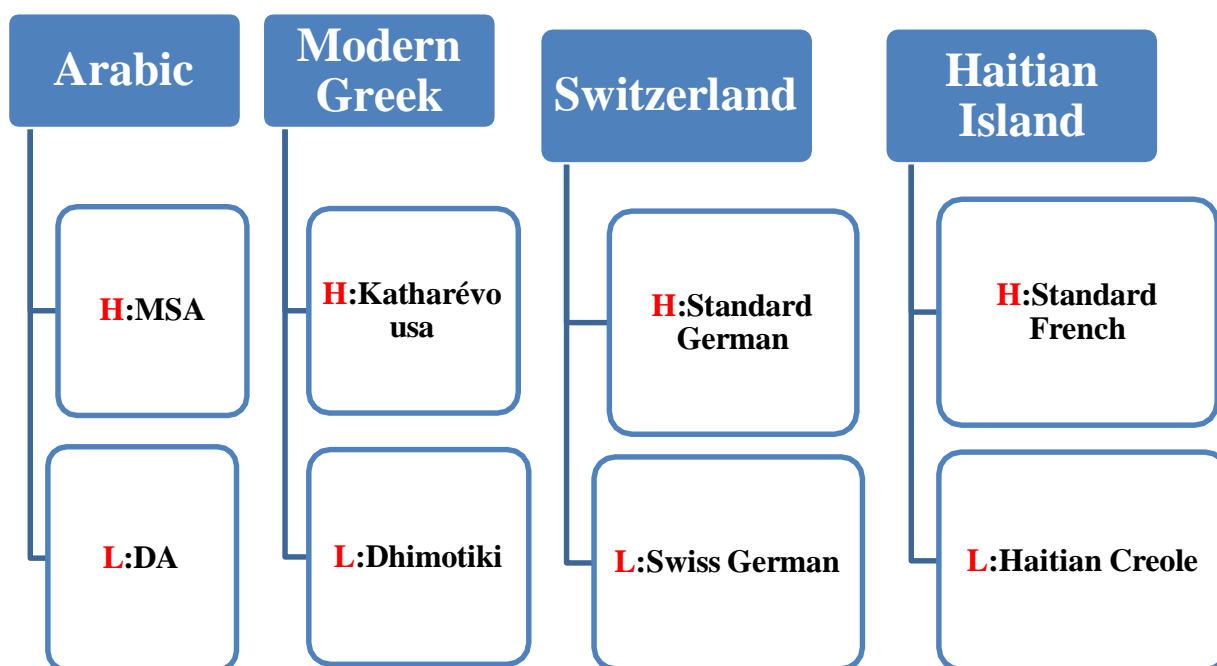 Arabic
H:MSA
L:DA
Modern
Greek
H:Katharévo
usa
L:Dhimotiki
Switzerland
H:Standard
German
L:Swiss German
Haitian
Island
H:Standard
French
L:Haitian Creole